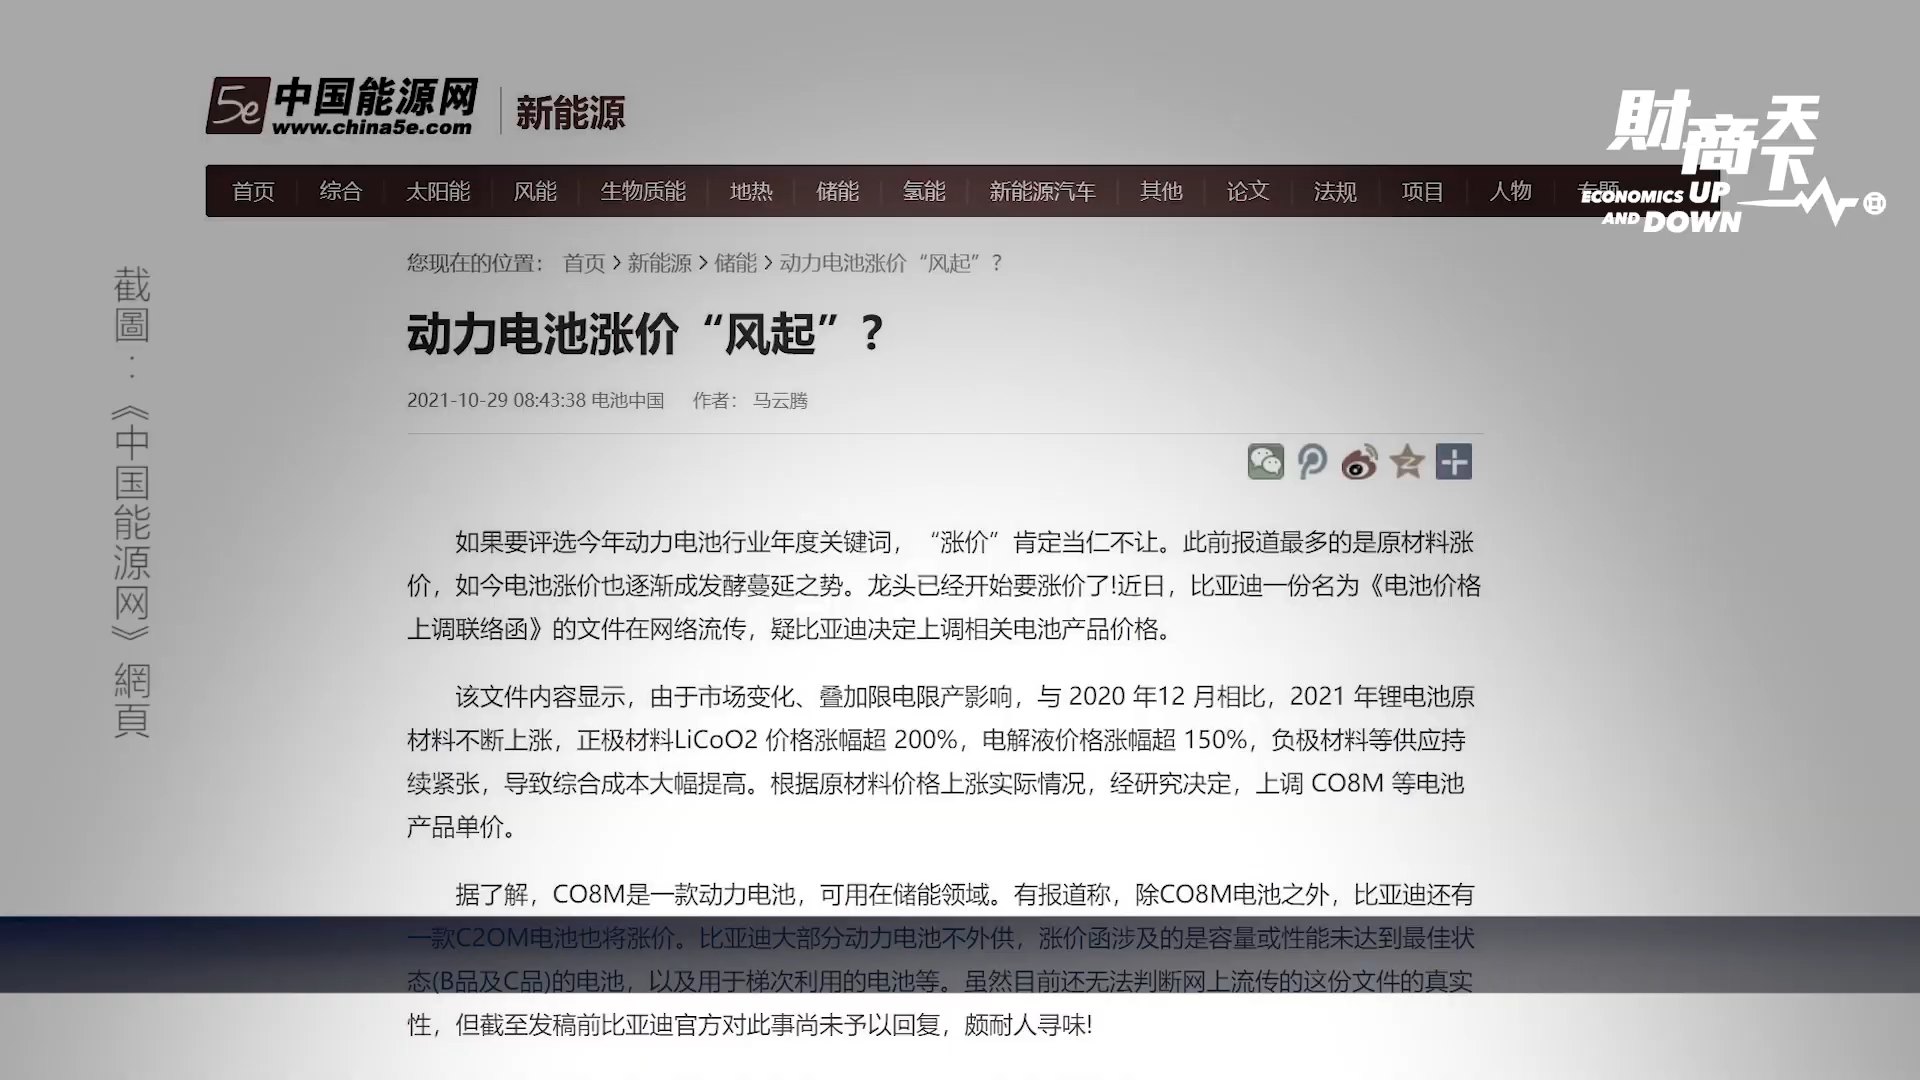 5e 中国能源网
www.china5e.com
新能源
財商天下
ECONOMICS UP
AND DOWN
首页 综合 太阳能 风能 生物质能 地热 储能 氢能 新能源汽车 其他 论文 法规 项目 人物 专题
您现在的位置： 首页 > 新能源 > 储能 > 动力电池涨价“风起”？
动力电池涨价“风起”？
2021-10-29 08:43:38 电池中国 作者： 马云腾
截圖：《中国能源网》網頁
如果要评选今年动力电池行业年度关键词，“涨价”肯定当仁不让。此前报道最多的是原材料涨
价，如今电池涨价也逐渐成发酵蔓延之势。龙头已经开始要涨价了!近日，比亚迪一份名为《电池价格
上调联络函》的文件在网络流传，疑比亚迪决定上调相关电池产品价格。
该文件内容显示，由于市场变化、叠加限电限产影响，与 2020 年12 月相比，2021 年锂电池原
材料不断上涨，正极材料LiCoO2 价格涨幅超 200%，电解液价格涨幅超 150%，负极材料等供应持
续紧张，导致综合成本大幅提高。根据原材料价格上涨实际情况，经研究决定，上调 CO8M 等电池
产品单价。
据了解，CO8M是一款动力电池，可用在储能领域。有报道称，除CO8M电池之外，比亚迪还有
一款C2OM电池也将涨价。比亚迪大部分动力电池不外供，涨价函涉及的是容量或性能未达到最佳状
态(B品及C品)的电池，以及用于梯次利用的电池等。虽然目前还无法判断网上流传的这份文件的真实
性，但截至发稿前比亚迪官方对此事尚未予以回复，颇耐人寻味!